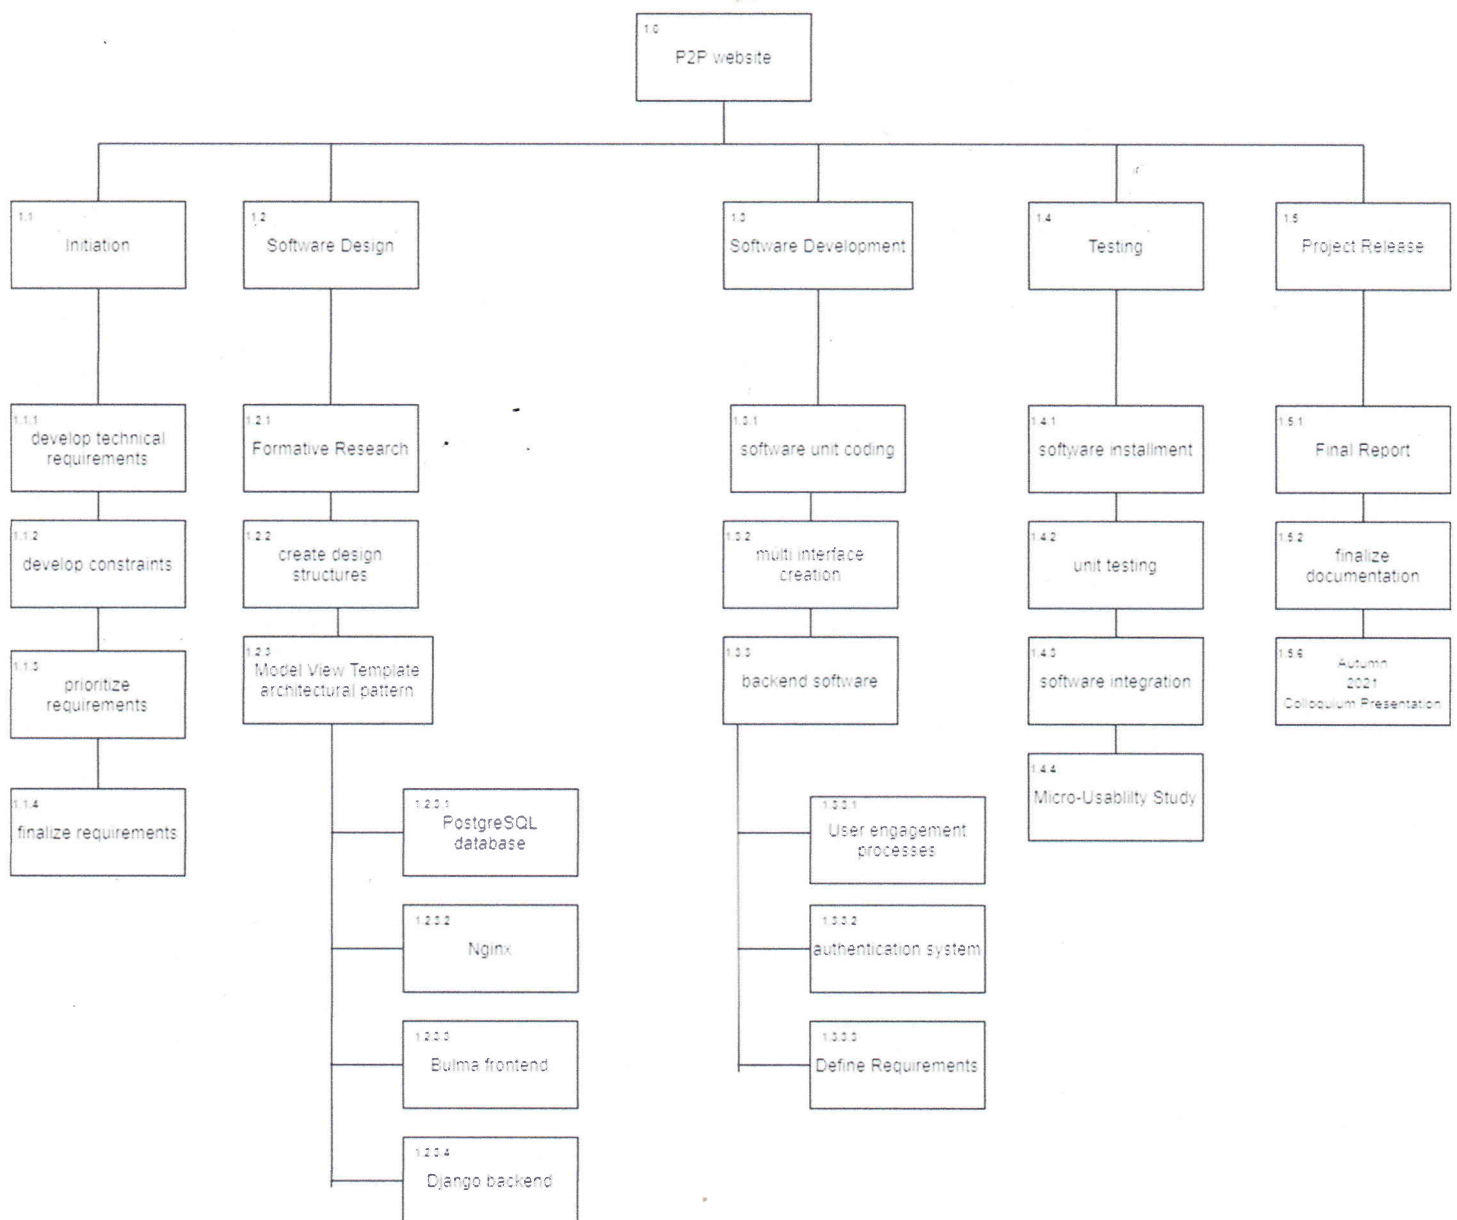 1.0
P2P website
1.1
Initiation
1.2
Software Design
1.3
Software Development
1.4
Testing
1.5
Project Release
1.1.1
develop technical
requirements
1.2.1
Formative Research
1.3.1
software unit coding
1.4.1
software installment
1.5.1
Final Report
1.1.2
develop constraints
1.2.2
create design
structures
1.3.2
multi interface
creation
1.4.2
unit testing
1.5.2
finalize
documentation
1.1.3
prioritize
requirements
1.2.3
Model View Template
architectural pattern
1.3.3
backend software
1.4.3
software integration
1.5.6
Autumn
2021
Colloquium Presentation
1.1.4
finalize requirements
1.2.3.1
PostgreSQL
database
1.3.3.1
User engagement
processes
1.4.4
Micro-Usablilty Study
1.2.3.2
Nginx
1.3.3.2
authentication system
1.2.3.3
Bulma frontend
1.3.3.3
Define Requirements
1.2.3.4
Django backend